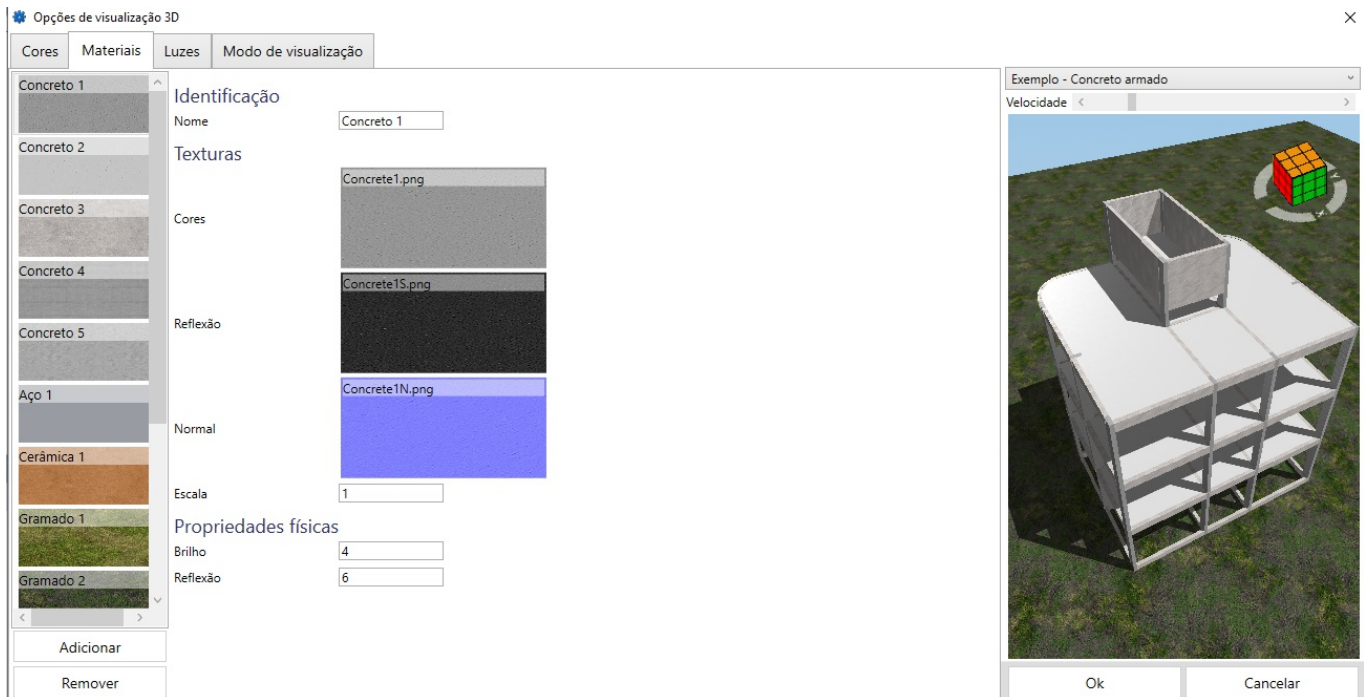 Opções de visualização 3D
Cores
Materiais
Luzes
Modo de visualização
Concreto 1
Concreto 2
Concreto 3
Concreto 4
Concreto 5
Aço 1
Cerâmica 1
Gramado 1
Gramado 2
Adicionar
Remover
Identificação
Nome
Concreto 1
Texturas
Cores
Concrete1.png
Reflexão
Concrete1S.png
Normal
Concrete1N.png
Escala
1
Propriedades físicas
Brilho
4
Reflexão
6
Exemplo - Concreto armado
Velocidade
Ok
Cancelar